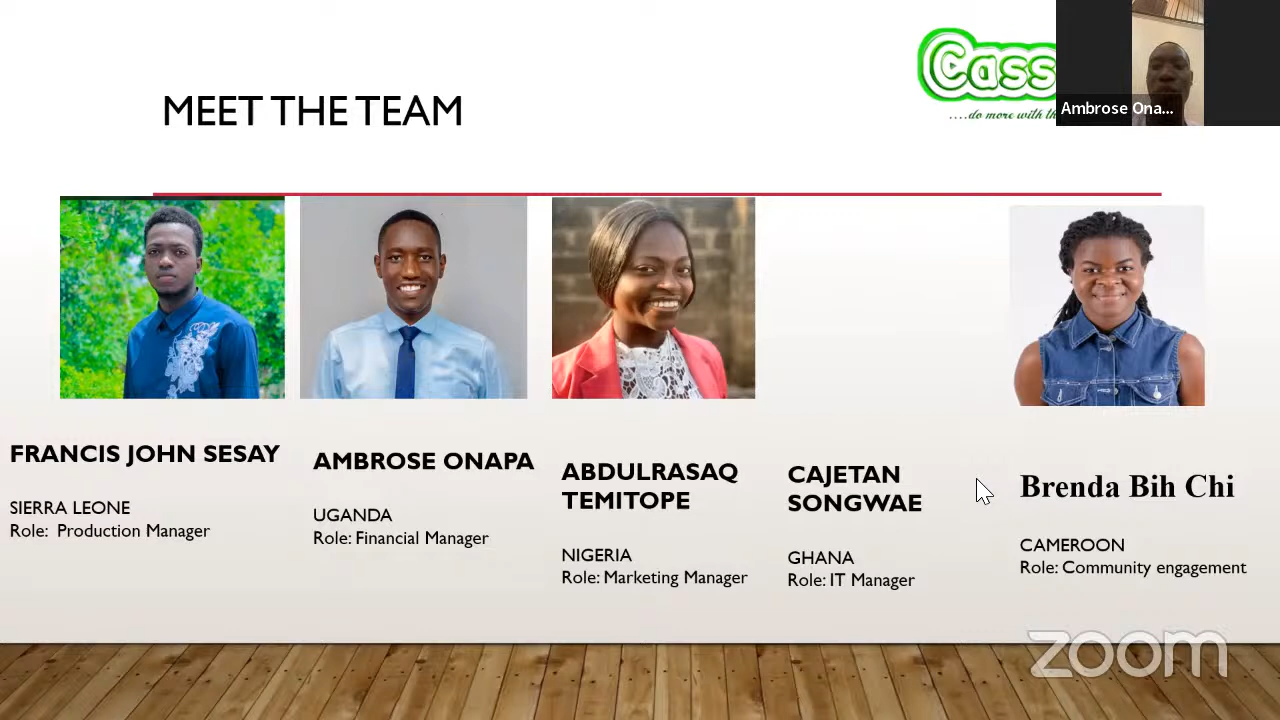 MEET THE TEAM
Cass
....do more with th
Ambrose Ona...
FRANCIS JOHN SESAY
SIERRA LEONE
Role: Production Manager
AMBROSE ONAPA
UGANDA
Role: Financial Manager
ABDULRASAQ
TEMITOPE
NIGERIA
Role: Marketing Manager
CAJETAN
SONGWAE
GHANA
Role: IT Manager
Brenda Bih Chi
CAMEROON
Role: Community engagement
zoom